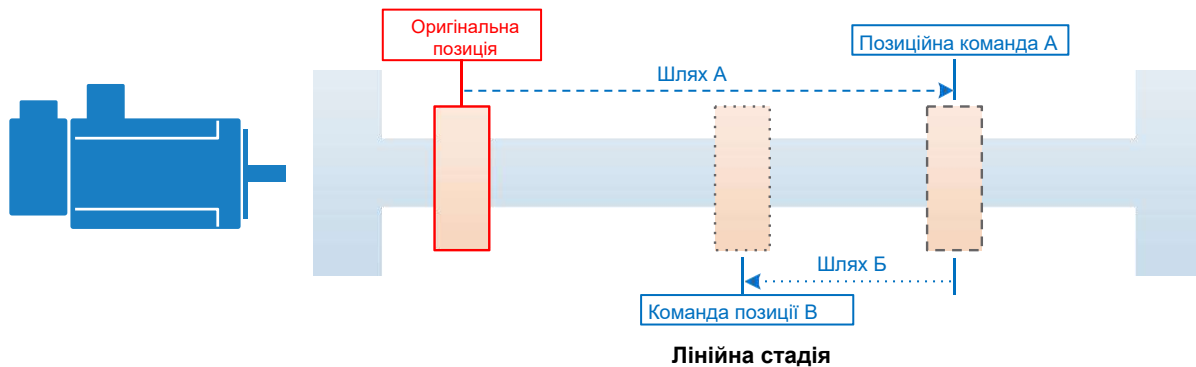 Оригінальна
позиція
Позиційна команда А
Шлях А
Шлях Б
Команда позиції В
Лінійна стадія